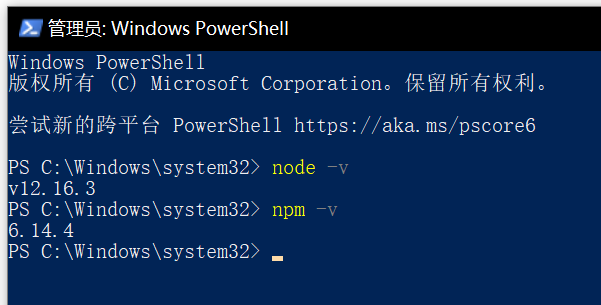 管理员: Windows PowerShell
Windows PowerShell
版权所有 (C) Microsoft Corporation。保留所有权利。
尝试新的跨平台 PowerShell https://aka.ms/pscore6
PS C:\Windows\system32> node -v
v12.16.3
PS C:\Windows\system32> npm -v
6.14.4
PS C:\Windows\system32>